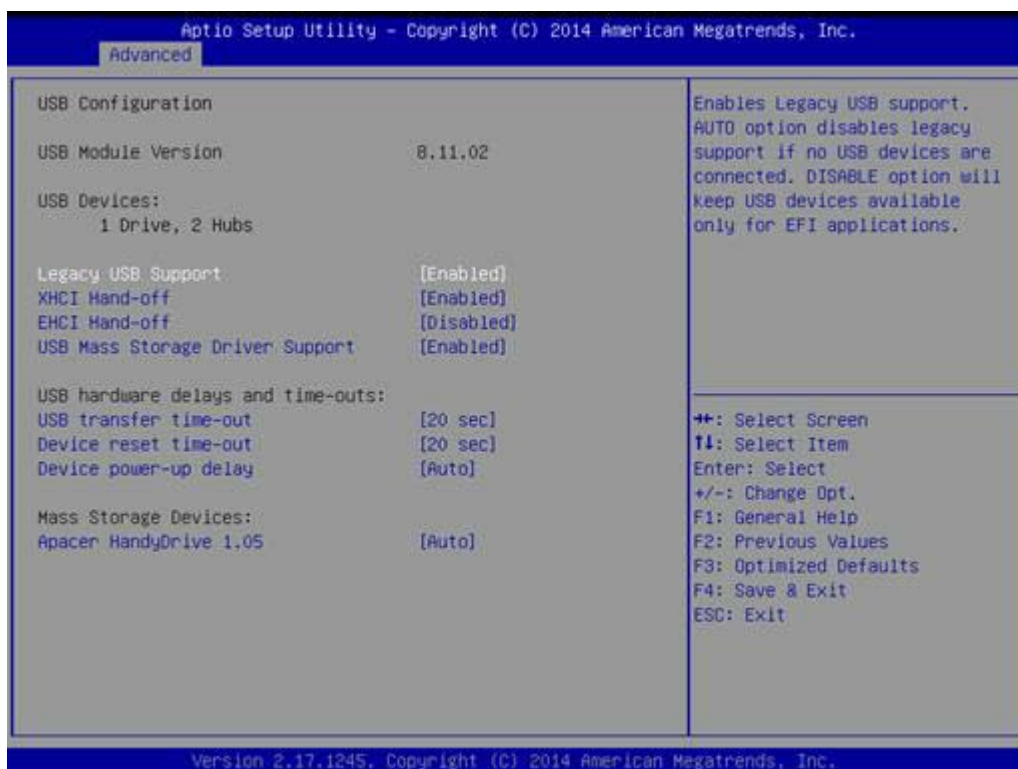 Aptio Setup Utility – Copyright (C) 2014 American Megatrends, Inc.
Advanced
USB Configuration
USB Module Version 8.11.02
USB Devices:
1 Drive, 2 Hubs
Legacy USB Support [Enabled]
XHCI Hand-off [Enabled]
EHCI Hand-off [Disabled]
USB Mass Storage Driver Support [Enabled]
USB hardware delays and time-outs:
USB transfer time-out [20 sec]
Device reset time-out [20 sec]
Device power-up delay [Auto]
Mass Storage Devices:
Apacer HandyDrive 1.05 [Auto]
Enables Legacy USB support.
AUTO option disables legacy
support if no USB devices are
connected. DISABLE option will
keep USB devices available
only for EFI applications.
→←: Select Screen
↑↓: Select Item
Enter: Select
+/-: Change Opt.
F1: General Help
F2: Previous Values
F3: Optimized Defaults
F4: Save & Exit
ESC: Exit
Version 2.17.1245. Copyright (C) 2014 American Megatrends, Inc.